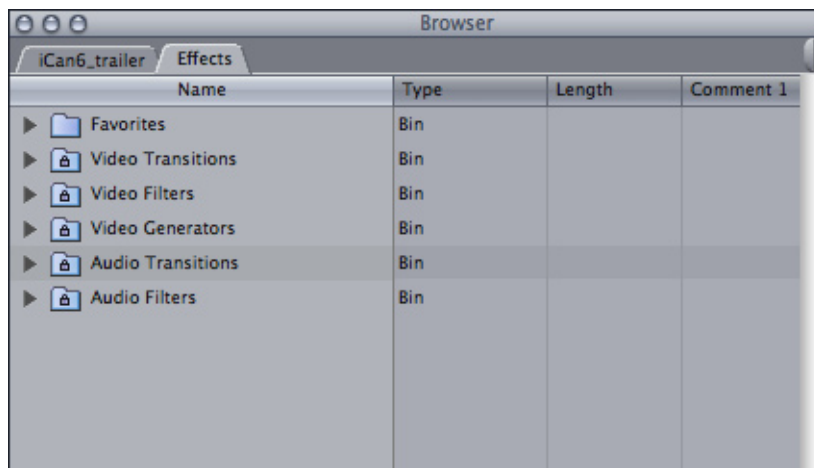 Browser
iCan6_trailer Effects
Name Type Length Comment 1
Favorites Bin
Video Transitions Bin
Video Filters Bin
Video Generators Bin
Audio Transitions Bin
Audio Filters Bin